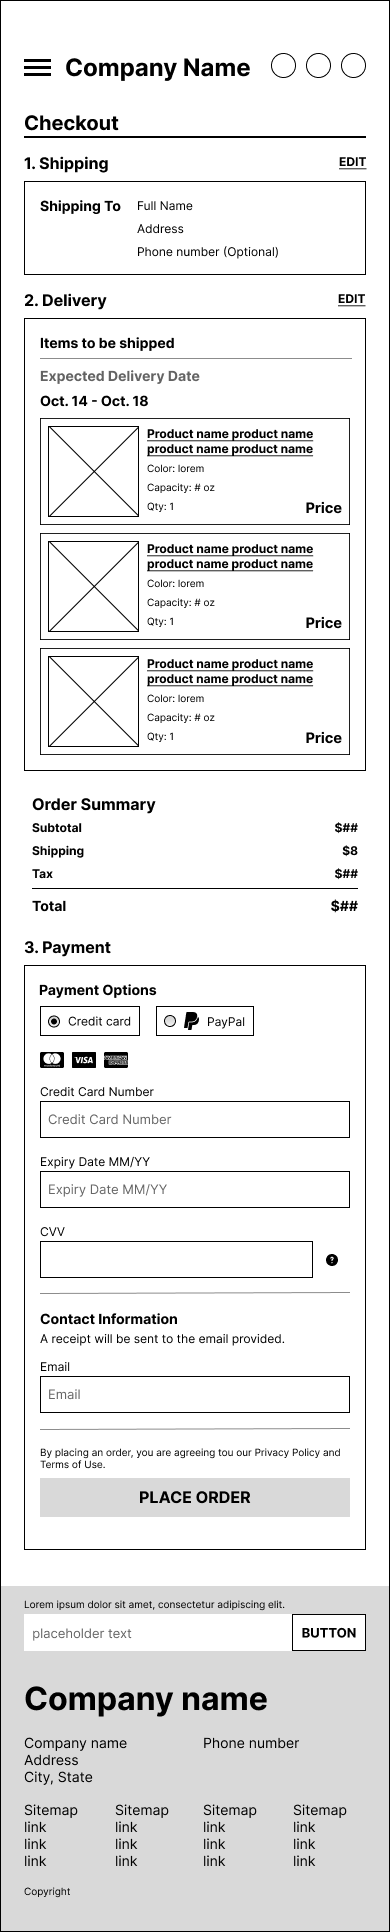 Company Name
Checkout
1. Shipping EDIT
Shipping To Full Name
Address
Phone number (Optional)
2. Delivery EDIT
Items to be shipped
Expected Delivery Date
Oct. 14 - Oct. 18
Product name product name
product name product name
Color: lorem
Capacity: # oz
Qty: 1 Price
Product name product name
product name product name
Color: lorem
Capacity: # oz
Qty: 1 Price
Product name product name
product name product name
Color: lorem
Capacity: # oz
Qty: 1 Price
Order Summary
Subtotal $##
Shipping $8
Tax $##
Total $##
3. Payment
Payment Options
Credit card PayPal
VISA
Credit Card Number
Credit Card Number
Expiry Date MM/YY
Expiry Date MM/YY
CVV
?
Contact Information
A receipt will be sent to the email provided.
Email
Email
By placing an order, you are agreeing tou our Privacy Policy and
Terms of Use.
PLACE ORDER
Lorem ipsum dolor sit amet, consectetur adipiscing elit.
placeholder text BUTTON
Company name
Company name Phone number
Address
City, State
Sitemap Sitemap Sitemap Sitemap
link link link link
link link link link
link link link link
Copyright